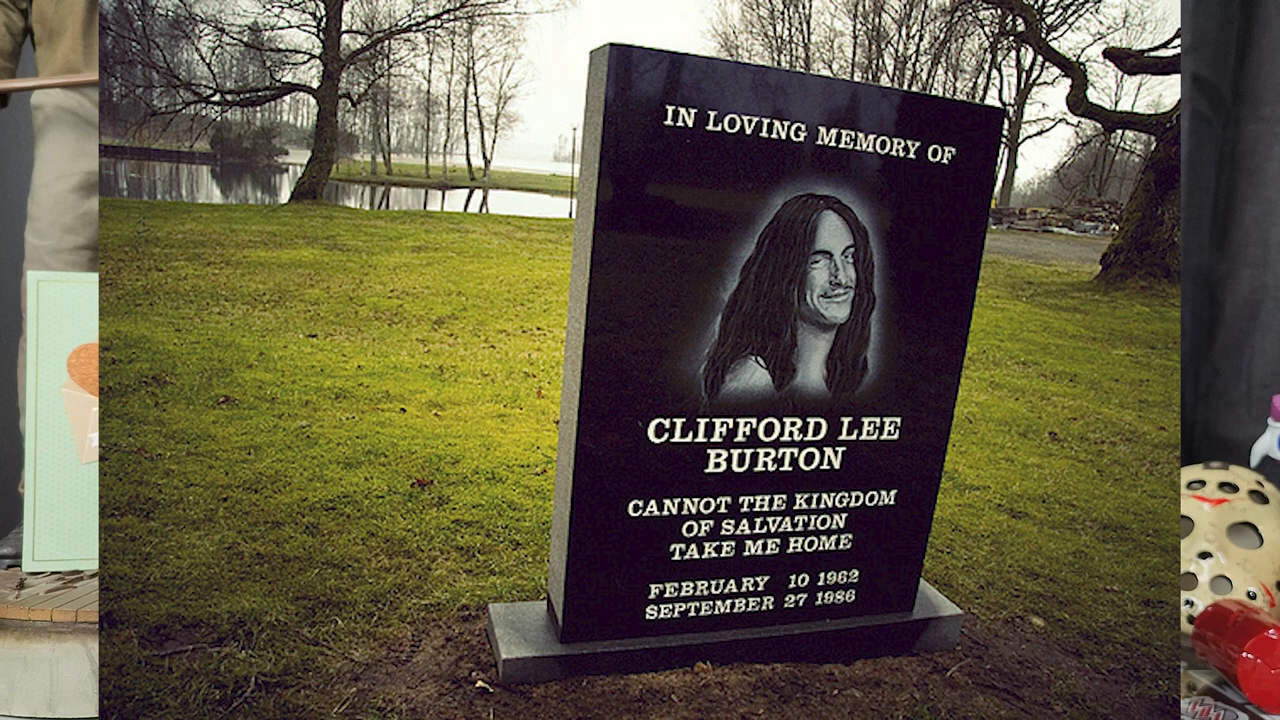 IN LOVING MEMORY OF
CLIFFORD LEE
BURTON
CANNOT THE KINGDOM
OF SALVATION
TAKE ME HOME
FEBRUARY 10 1962
SEPTEMBER 27 1986